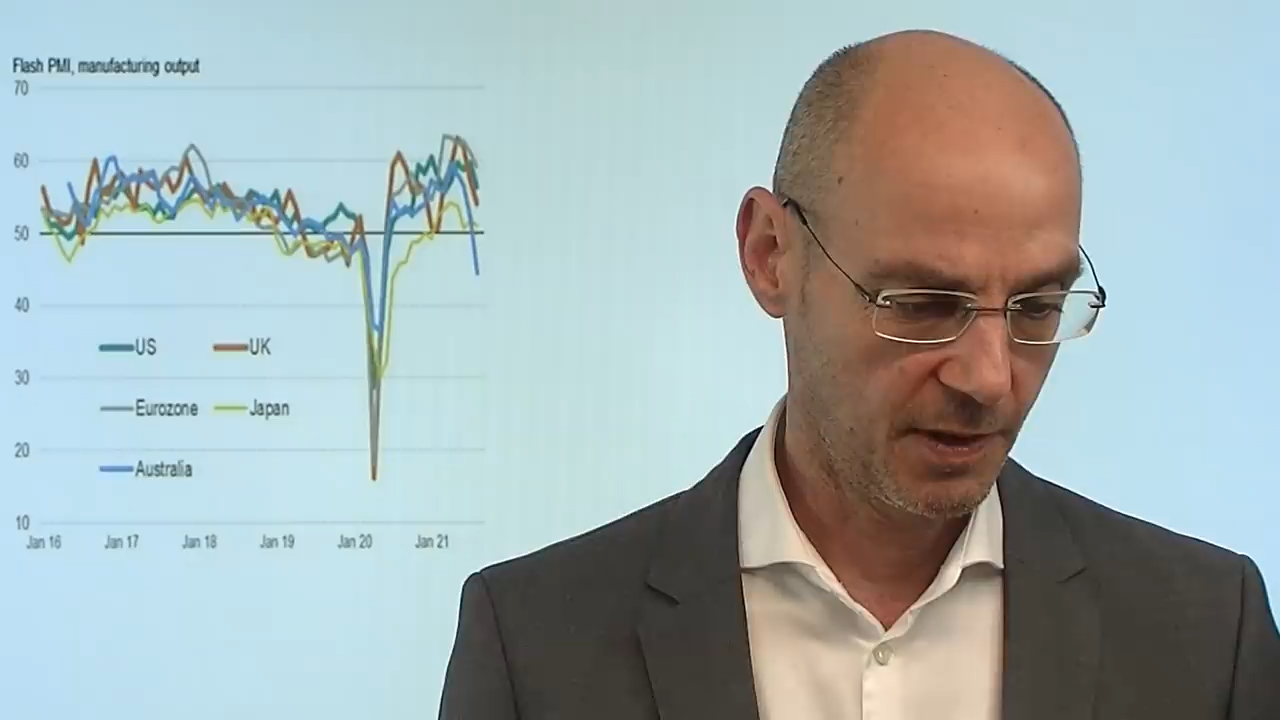 Flash PMI, manufacturing output
70
60
50
40
30
20
10
US UK
Eurozone Japan
Australia
Jan 16 Jan 17 Jan 18 Jan 19 Jan 20 Jan 21